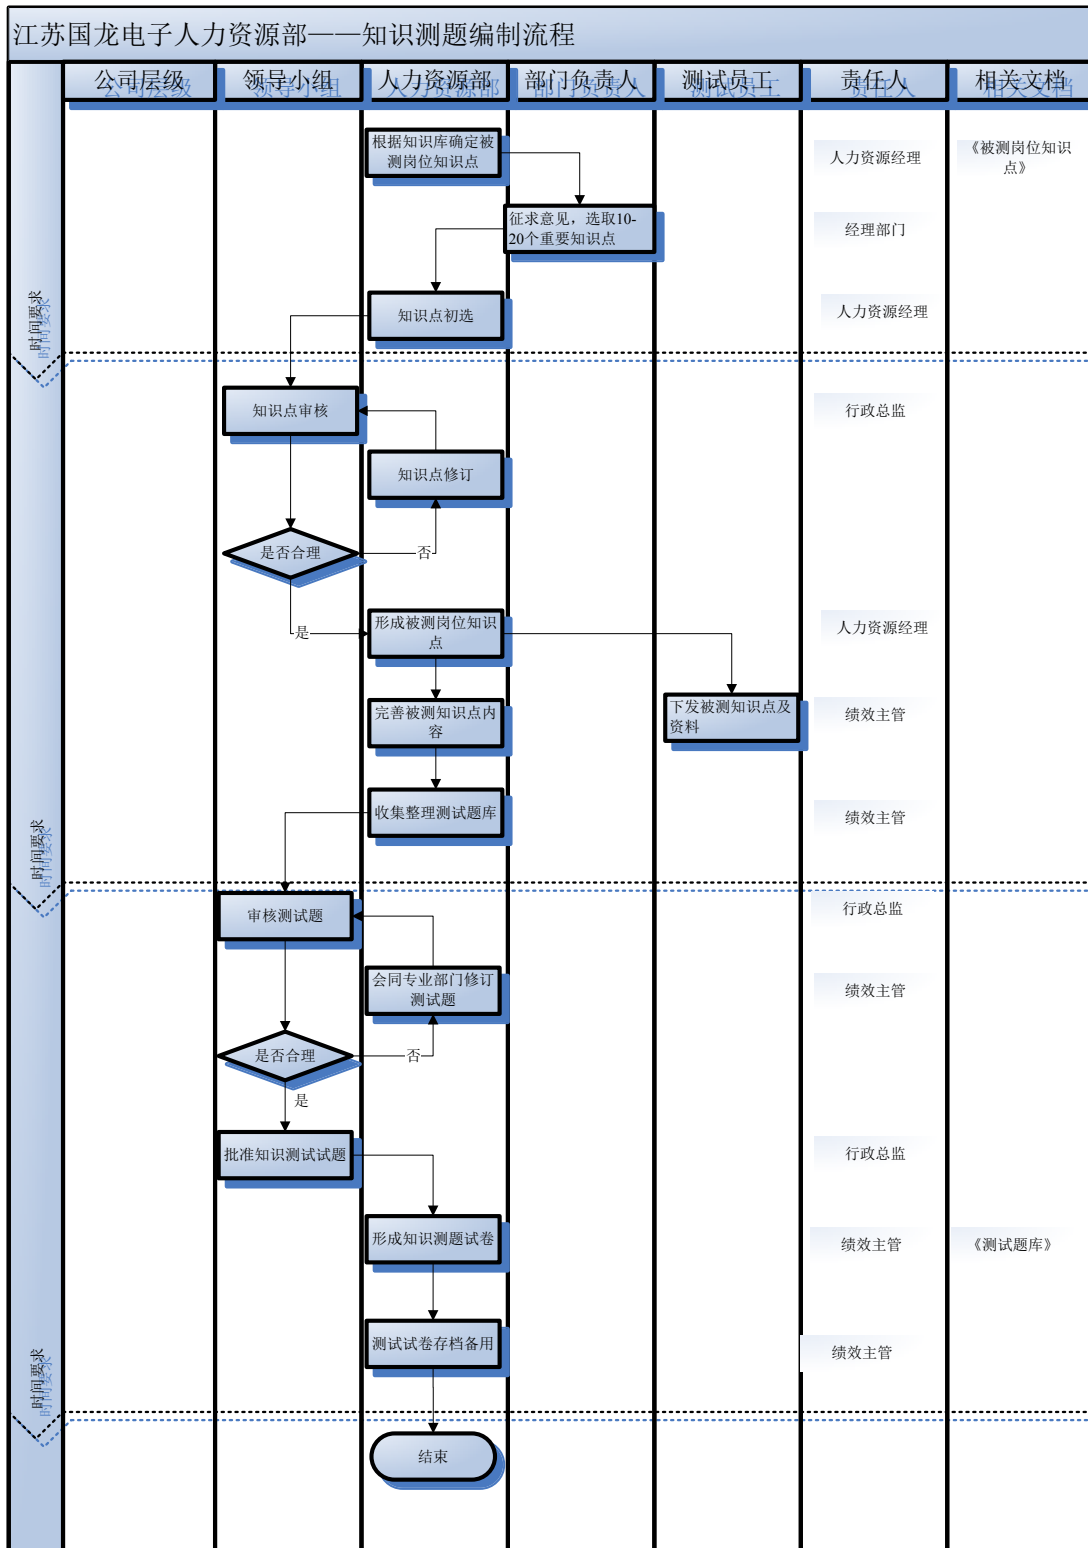 江苏国龙电子人力资源部——知识测题编制流程
公司层级
领导小组
人力资源部
部门负责人
测试员工
责任人
相关文档
根据知识库确定被
测岗位知识点
人力资源经理
《被测岗位知识
点》
征求意见，选取10-
20个重要知识点
经理部门
时间要求
知识点初选
人力资源经理
知识点审核
行政总监
知识点修订
是否合理
否
是
形成被测岗位知识
点
人力资源经理
完善被测知识点内
容
下发被测知识点及
资料
绩效主管
收集整理测试题库
绩效主管
时间要求
审核测试题
行政总监
会同专业部门修订
测试题
绩效主管
是否合理
否
是
批准知识测试试题
行政总监
形成知识测题试卷
绩效主管
《测试题库》
测试试卷存档备用
绩效主管
时间要求
结束